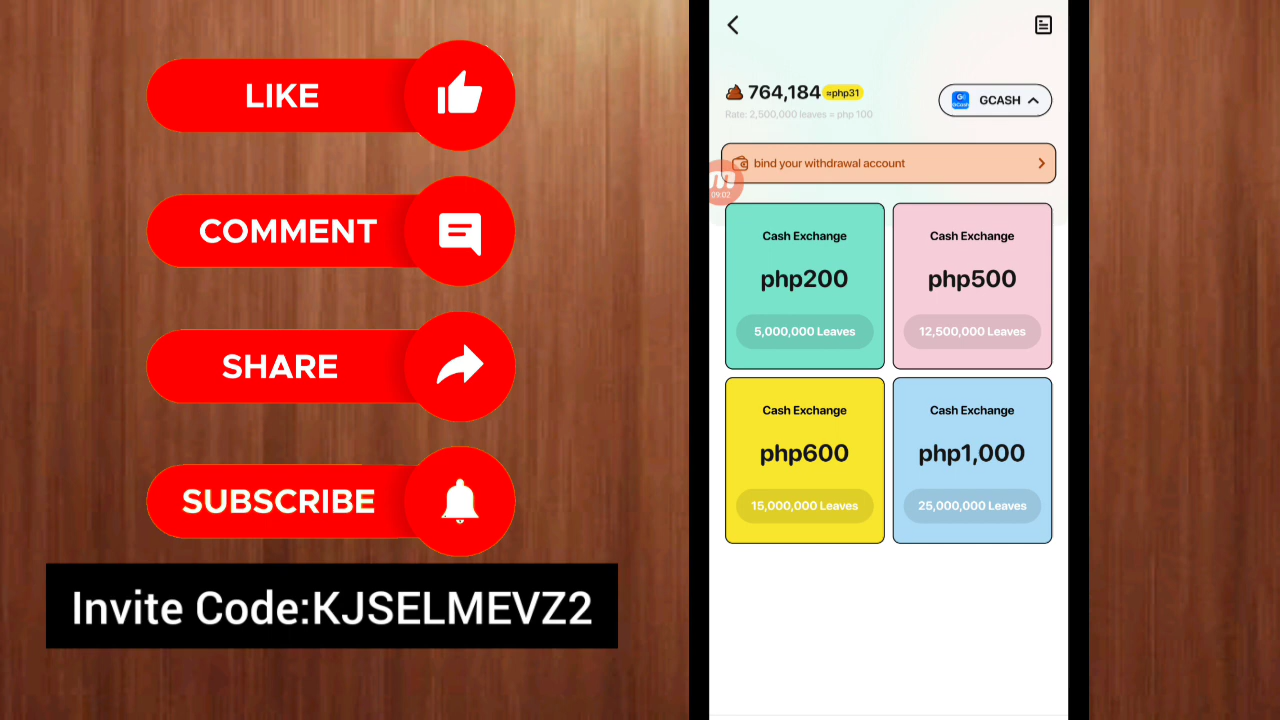 LIKE
COMMENT
SHARE
SUBSCRIBE
Invite Code:KJSELMEVZ2
764,184 ≈php31
Rate: 2,500,000 leaves = php 100
GCASH
bind your withdrawal account
09:02
Cash Exchange
php200
5,000,000 Leaves
Cash Exchange
php500
12,500,000 Leaves
Cash Exchange
php600
15,000,000 Leaves
Cash Exchange
php1,000
25,000,000 Leaves